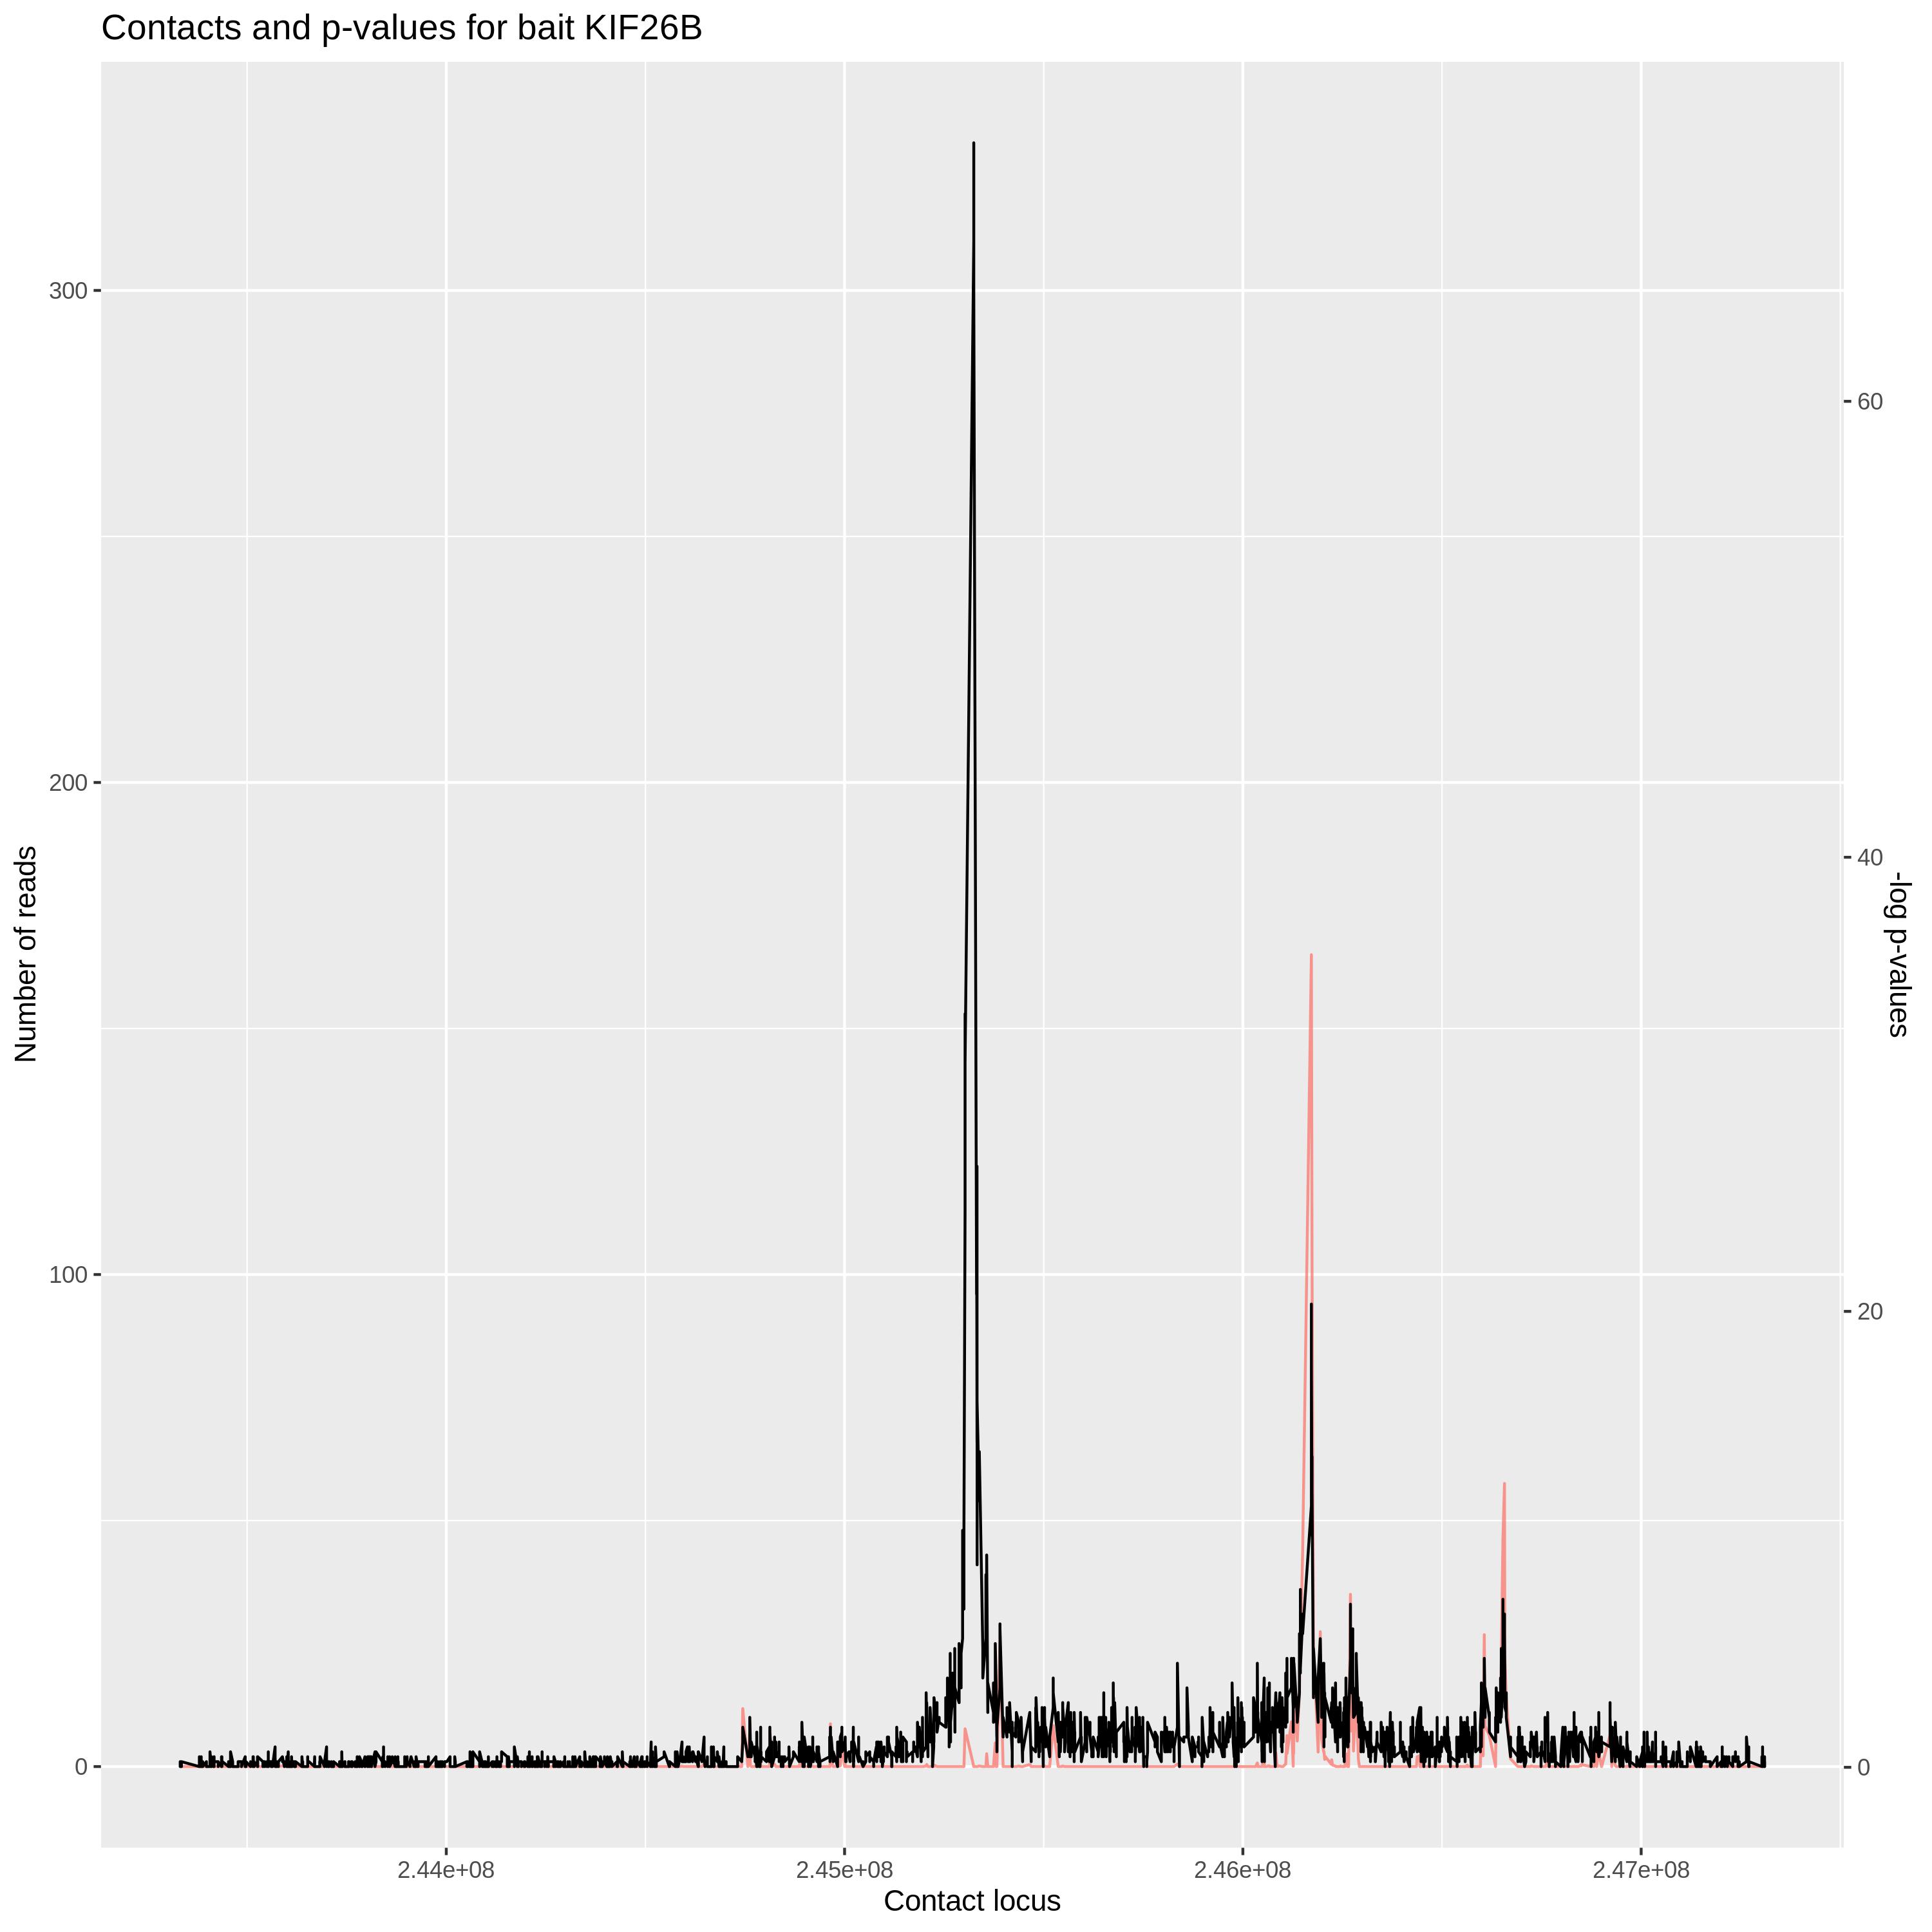 Contacts and p-values for bait KIF26B
300
200
100
0
Number of reads
60
40
20
0
-log p-values
2.44e+08 2.45e+08 2.46e+08 2.47e+08
Contact locus